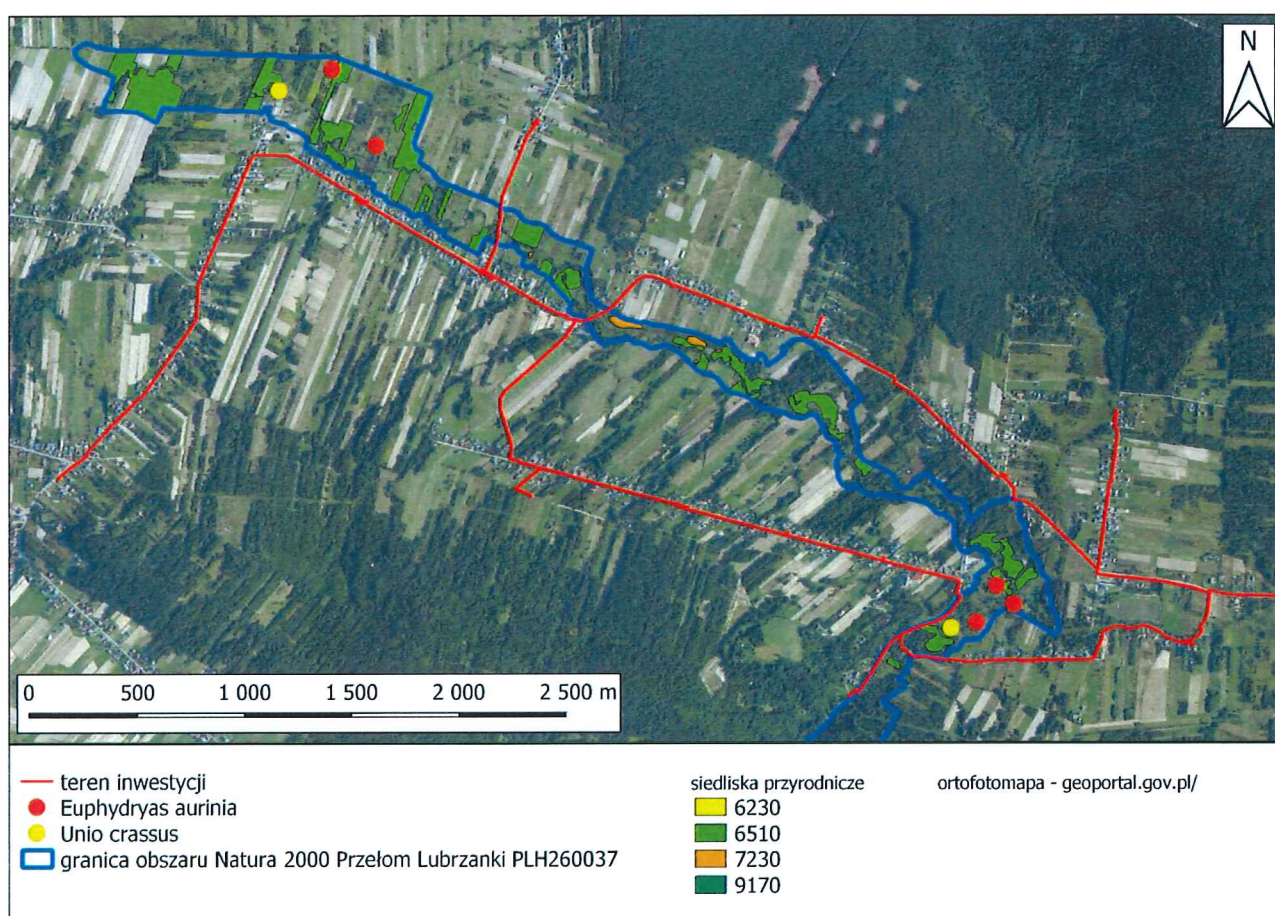 N
0 500 1 000 1 500 2 000 2 500 m
teren inwestycji
Euphydryas aurinia
Unio crassus
granica obszaru Natura 2000 Przełom Lubrzanki PLH260037
siedliska przyrodnicze
6230
6510
7230
9170
ortofotomapa - geoportal.gov.pl/